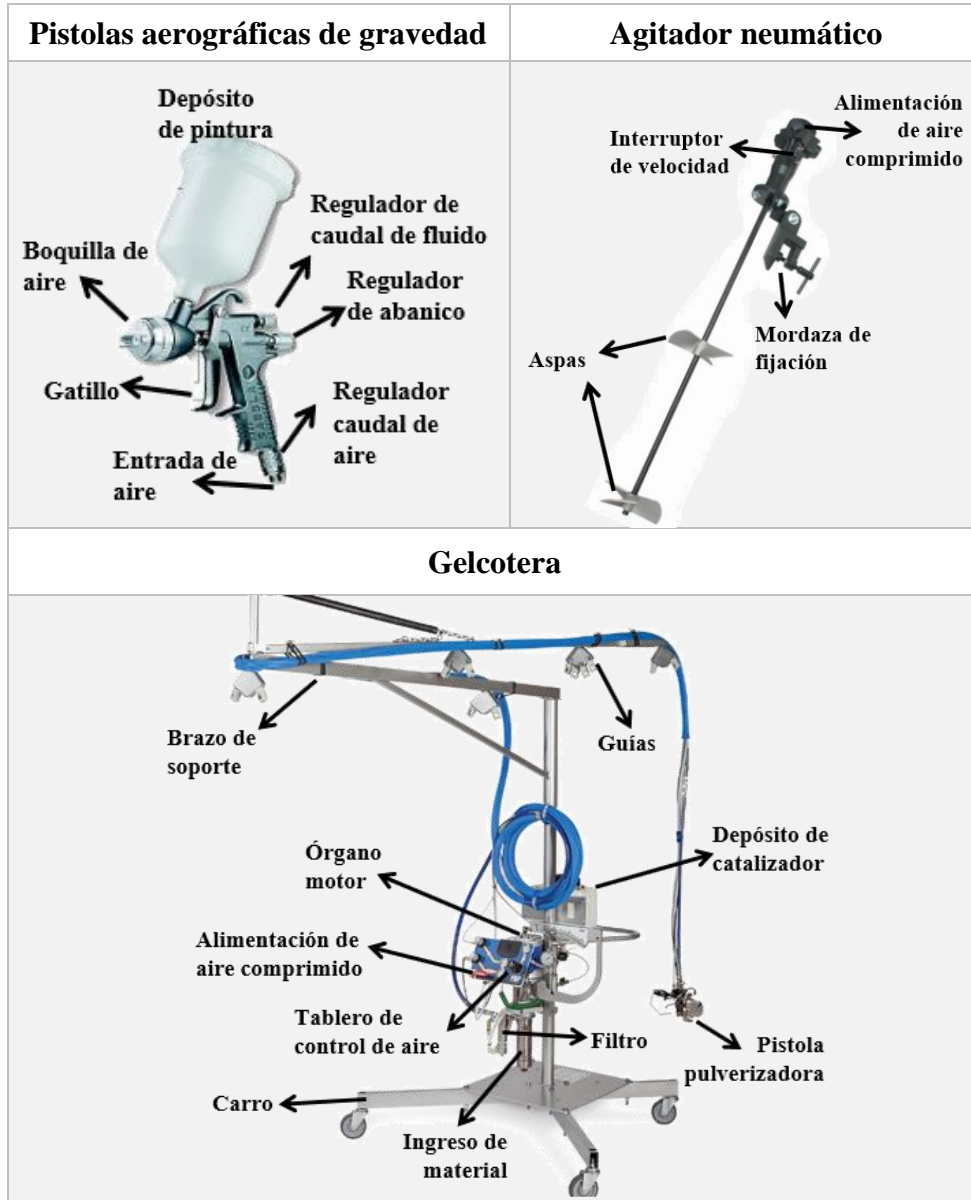 Pistolas aerográficas de gravedad
Depósito
de pintura
Regulador de
caudal de fluido
Boquilla de
aire
Regulador
de abanico
Gatillo
Regulador
caudal de
aire
Entrada de
aire
Agitador neumático
Alimentación
de aire
comprimido
Interruptor
de velocidad
Mordaza de
fijación
Aspas
Gelcotera
Brazo de
soporte
Guías
Órgano
motor
Depósito de
catalizador
Alimentación de
aire comprimido
Tablero de
control de aire
Filtro
Pistola
pulverizadora
Carro
Ingreso de
material